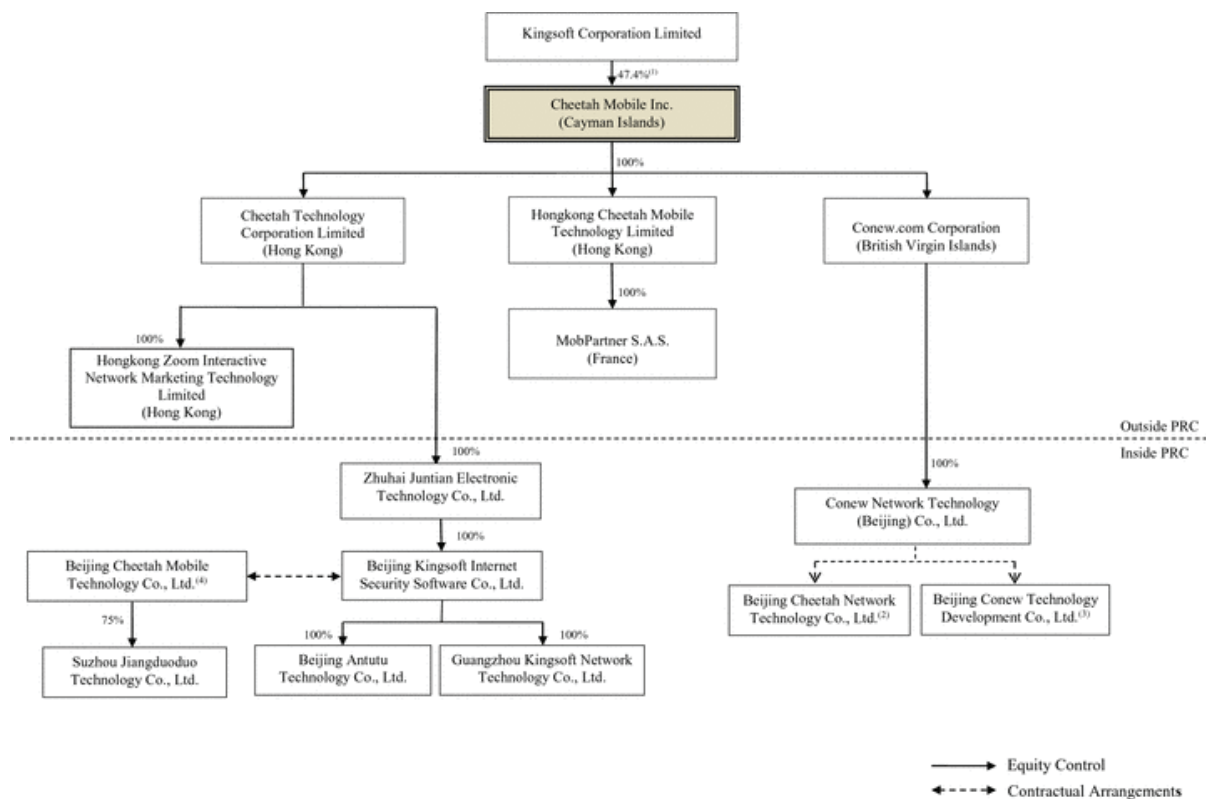 Kingsoft Corporation Limited
47.4%(1)
Cheetah Mobile Inc.
(Cayman Islands)
100%
Cheetah Technology
Corporation Limited
(Hong Kong)
Hongkong Cheetah Mobile
Technology Limited
(Hong Kong)
Conew.com Corporation
(British Virgin Islands)
100%
MobPartner S.A.S.
(France)
100%
Hongkong Zoom Interactive
Network Marketing Technology
Limited
(Hong Kong)
Outside PRC
Inside PRC
100%
Zhuhai Juntian Electronic
Technology Co., Ltd.
100%
Conew Network Technology
(Beijing) Co., Ltd.
100%
Beijing Cheetah Mobile
Technology Co., Ltd.(4)
Beijing Kingsoft Internet
Security Software Co., Ltd.
Beijing Cheetah Network
Technology Co., Ltd.(2)
Beijing Conew Technology
Development Co., Ltd.(3)
75%
100%
100%
Suzhou Jiangduoduo
Technology Co., Ltd.
Beijing Antutu
Technology Co., Ltd.
Guangzhou Kingsoft Network
Technology Co., Ltd.
Equity Control
Contractual Arrangements